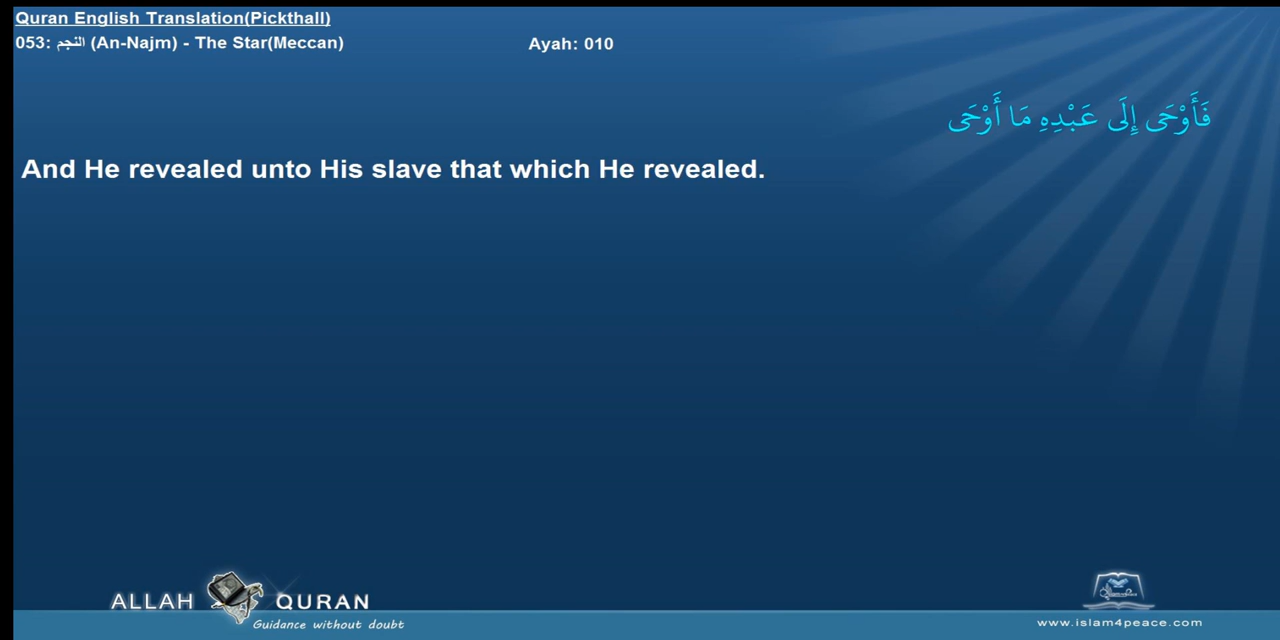 Quran English Translation(Pickthall)
053: النجم (An-Najm) - The Star(Meccan)
Ayah: 010
فَأَوْحَى إِلَى عَبْدِهِ مَا أَوْحَى
And He revealed unto His slave that which He revealed.
ALLAH QURAN
Guidance without doubt
www.islam4peace.com